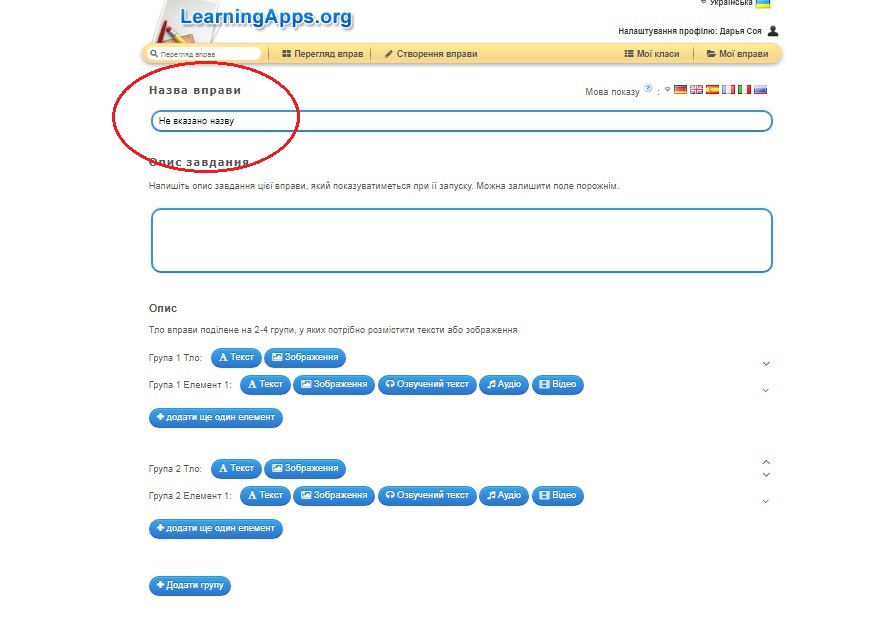 Українська
LearningApps.org
Налаштування профілю: Дарья Соя
Перегляд вправ
Перегляд вправ
Створення вправи
Мої класи
Мої вправи
Назва вправи
Мова показу ? :
Не вказано назву
Опис завдання
Напишіть опис завдання цієї вправи, який показуватиметься при її запуску. Можна залишити поле порожнім.
Опис
Тло вправи поділене на 2-4 групи, у яких потрібно розмістити тексти або зображення
Група 1 Тло: A Текст Зображення
Група 1 Елемент 1: A Текст Зображення Озвучений текст Аудіо Відео
+ додати ще один елемент
Група 2 Тло: A Текст Зображення
Група 2 Елемент 1: A Текст Зображення Озвучений текст Аудіо Відео
+ додати ще один елемент
+ Додати групу